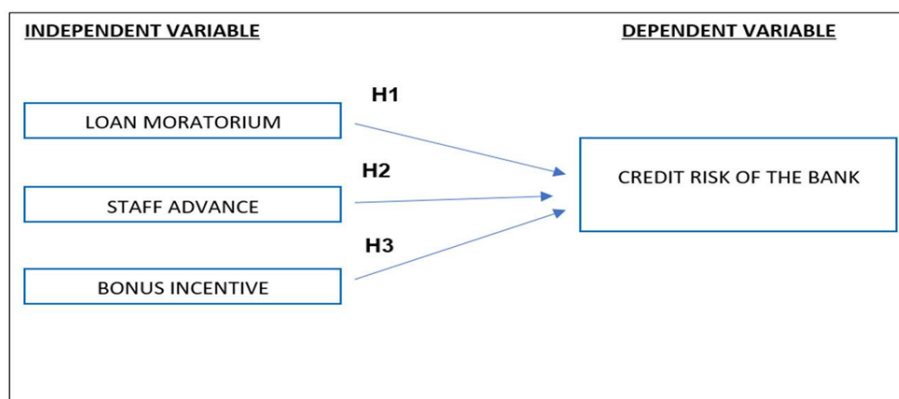 INDEPENDENT VARIABLE
DEPENDENT VARIABLE
H1
LOAN MORATORIUM
H2
STAFF ADVANCE
H3
BONUS INCENTIVE
CREDIT RISK OF THE BANK